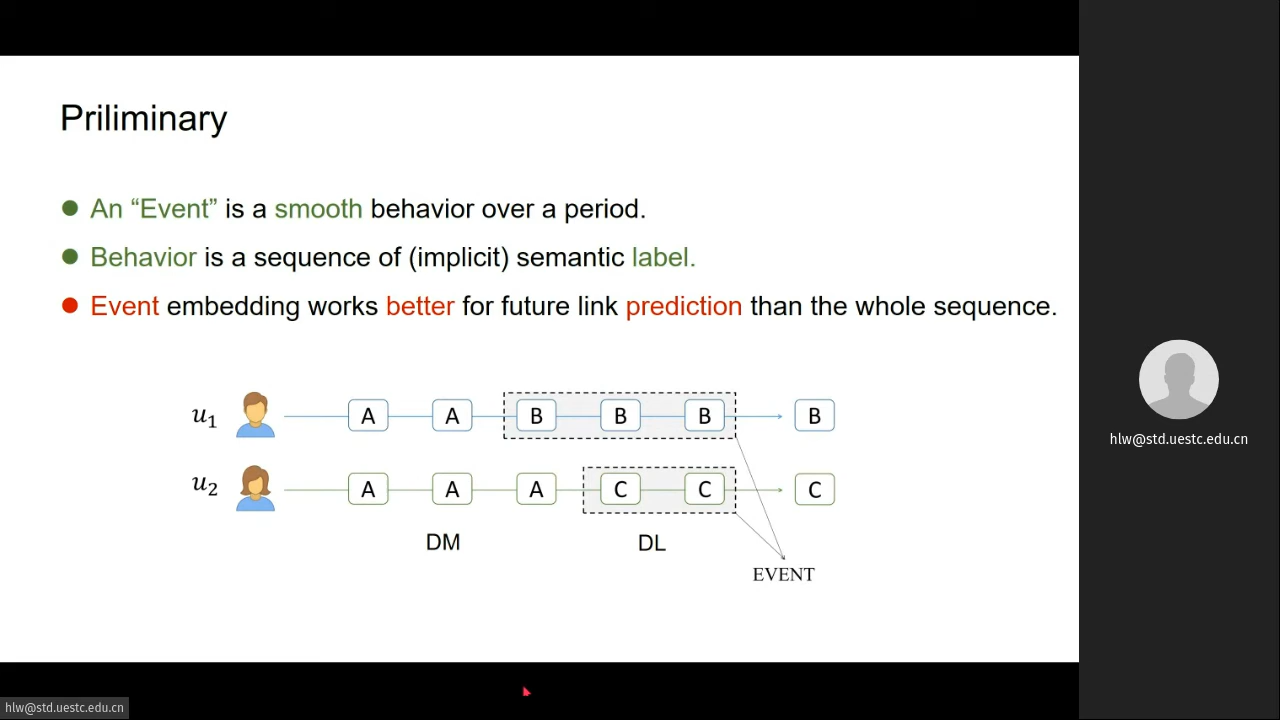 Priliminary
An “Event” is a smooth behavior over a period.
Behavior is a sequence of (implicit) semantic label.
Event embedding works better for future link prediction than the whole sequence.
u1 A A B B B B
u2 A A A C C C
DM DL
EVENT
hlw@std.uestc.edu.cn
hlw@std.uestc.edu.cn